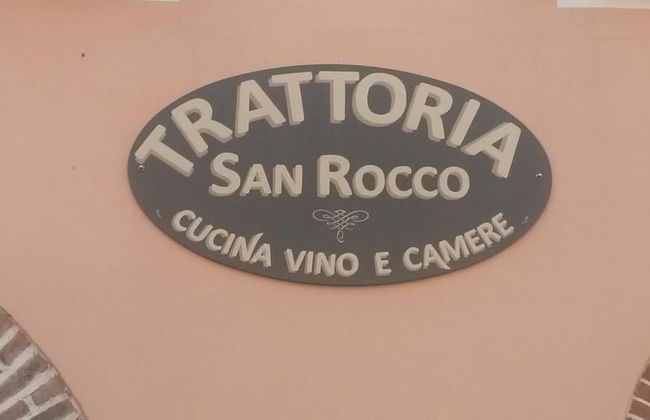 TRATTORIA
SAN ROCCO
CUCINA VINO E CAMERE